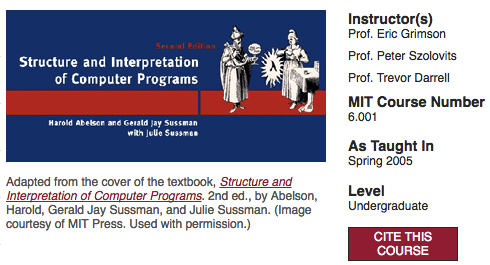 Second Edition
Structure and Interpretation
of Computer Programs
Harold Abelson and Gerald Jay Sussman
with Julie Sussman
Adapted from the cover of the textbook, Structure and
Interpretation of Computer Programs. 2nd ed., by Abelson,
Harold, Gerald Jay Sussman, and Julie Sussman. (Image
courtesy of MIT Press. Used with permission.)
Instructor(s)
Prof. Eric Grimson
Prof. Peter Szolovits
Prof. Trevor Darrell
MIT Course Number
6.001
As Taught In
Spring 2005
Level
Undergraduate
CITE THIS
COURSE